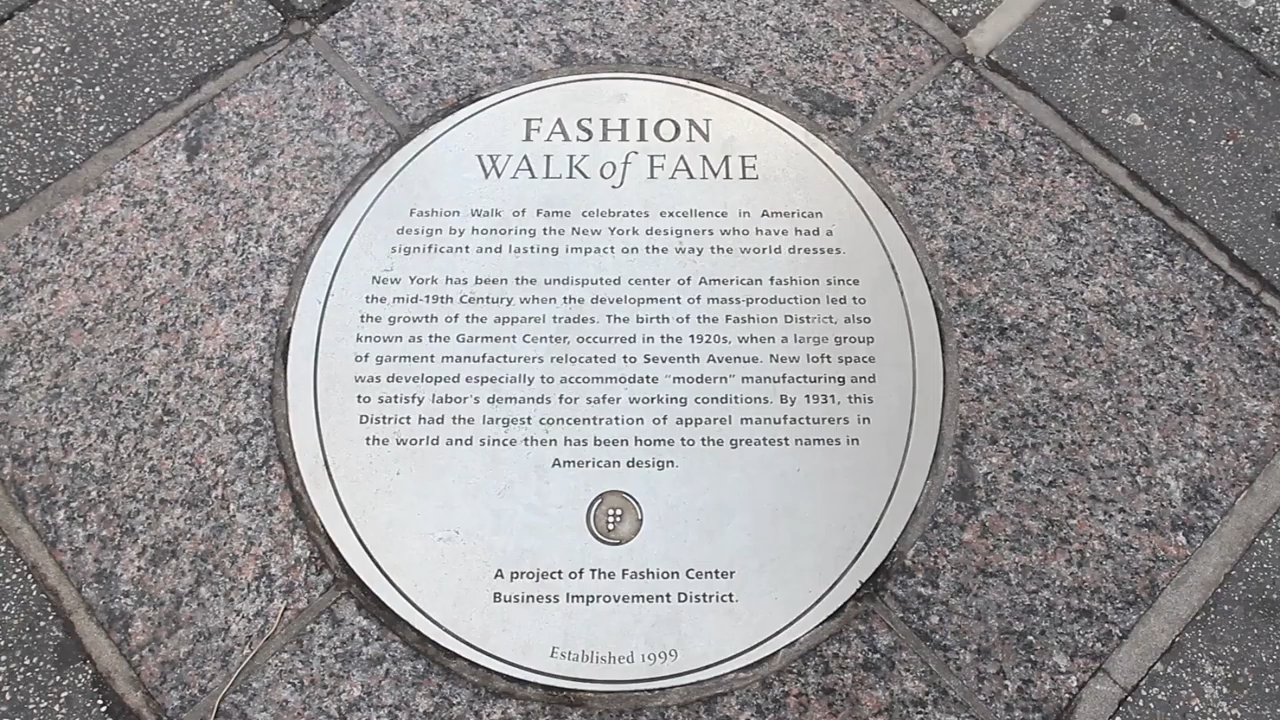 FASHION
WALK of FAME
Fashion Walk of Fame celebrates excellence in American
design by honoring the New York designers who have had a
significant and lasting impact on the way the world dresses.
New York has been the undisputed center of American fashion since
the mid-19th Century when the development of mass-production led to
the growth of the apparel trades. The birth of the Fashion District, also
known as the Garment Center, occurred in the 1920s, when a large group
of garment manufacturers relocated to Seventh Avenue. New loft space
was developed especially to accommodate “modern” manufacturing and
to satisfy labor's demands for safer working conditions. By 1931, this
District had the largest concentration of apparel manufacturers in
the world and since then has been home to the greatest names in
American design.
A project of The Fashion Center
Business Improvement District.
Established 1999